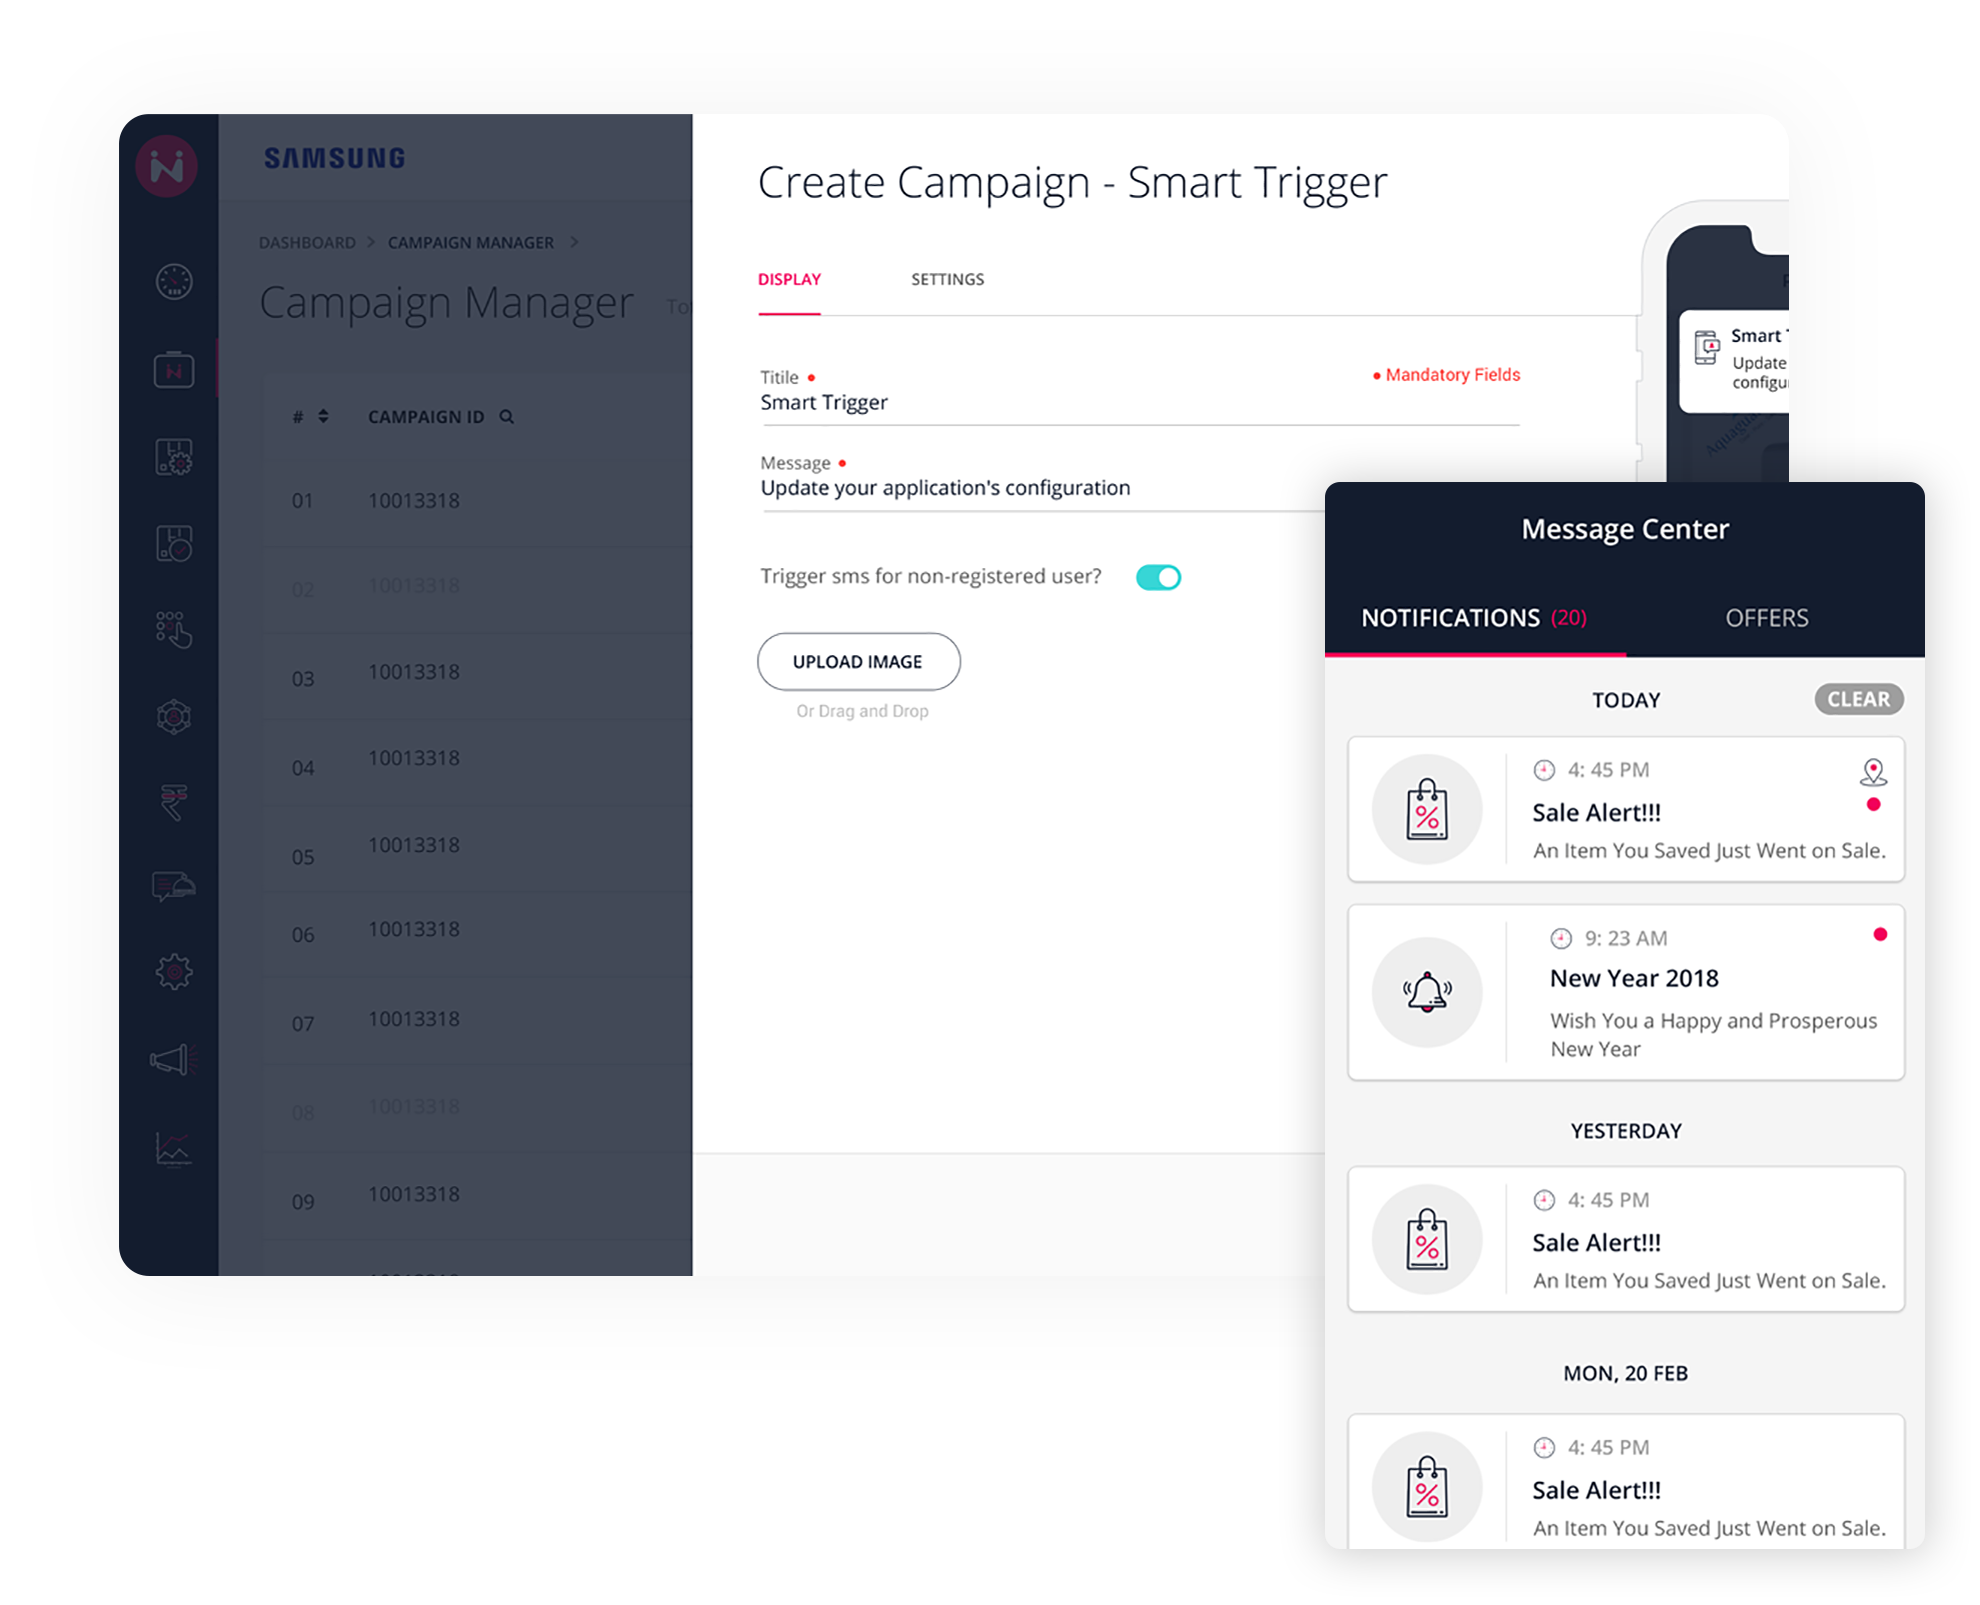 SAMSUNG
DASHBOARD > CAMPAIGN MANAGER >
Campaign Manager
# CAMPAIGN ID
01 10013318
02 10013318
03 10013318
04 10013318
05 10013318
06 10013318
07 10013318
08 10013318
09 10013318
Create Campaign - Smart Trigger
DISPLAY SETTINGS
Titile • • Mandatory Fields
Smart Trigger
Message •
Update your application's configuration
Trigger sms for non-registered user?
UPLOAD IMAGE
Or Drag and Drop
Smart
Update
Message Center
NOTIFICATIONS (20) OFFERS
TODAY CLEAR
4: 45 PM
Sale Alert!!!
An Item You Saved Just Went on Sale.
9: 23 AM
New Year 2018
Wish You a Happy and Prosperous
New Year
YESTERDAY
4: 45 PM
Sale Alert!!!
An Item You Saved Just Went on Sale.
MON, 20 FEB
4: 45 PM
Sale Alert!!!
An Item You Saved Just Went on Sale.